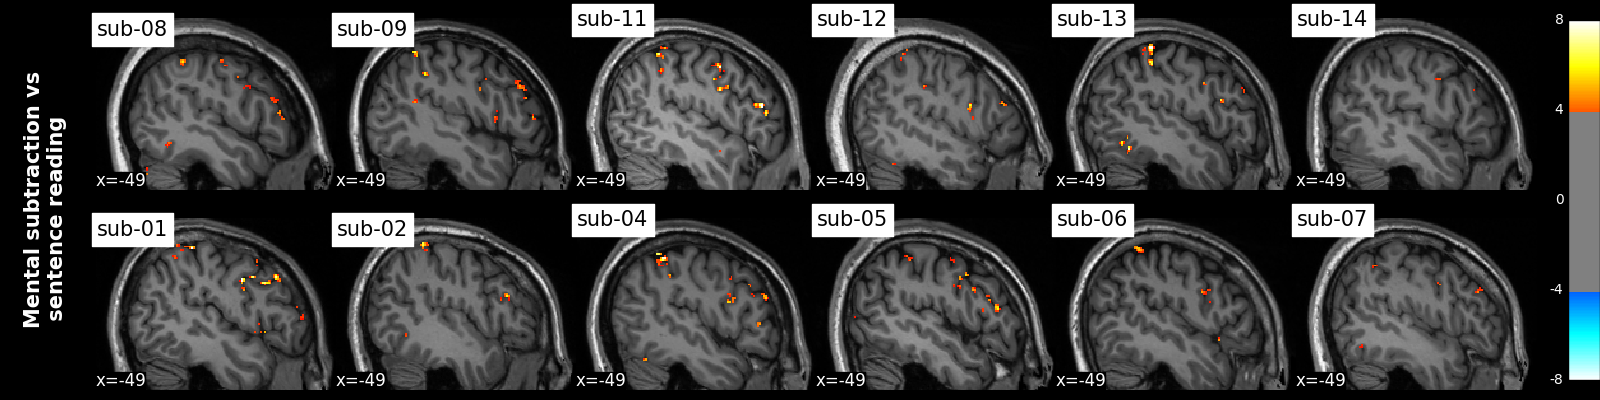 Mental subtraction vs
sentence reading
sub-08
sub-09
sub-11
sub-12
sub-13
sub-14
x=-49
x=-49
x=-49
x=-49
x=-49
x=-49
sub-01
sub-02
sub-04
sub-05
sub-06
sub-07
x=-49
x=-49
x=-49
x=-49
x=-49
x=-49
8
4
0
-4
-8